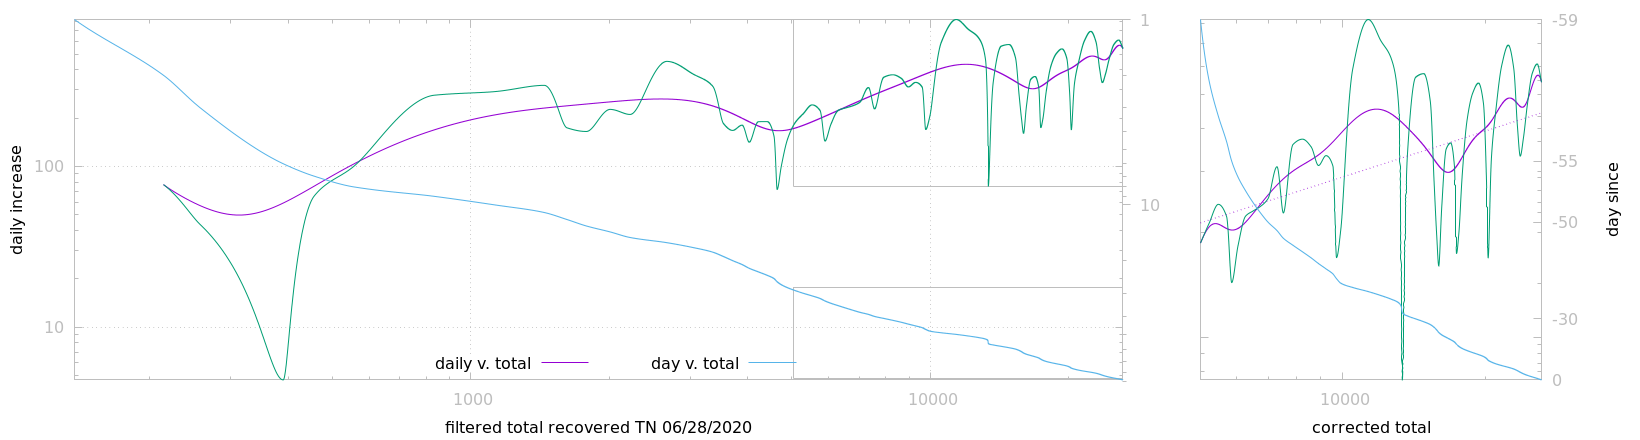 daily increase
100
10
1000
10000
filtered total recovered TN 06/28/2020
daily v. total
day v. total
1
10
10000
corrected total
-59
-55
-50
-30
0
day since